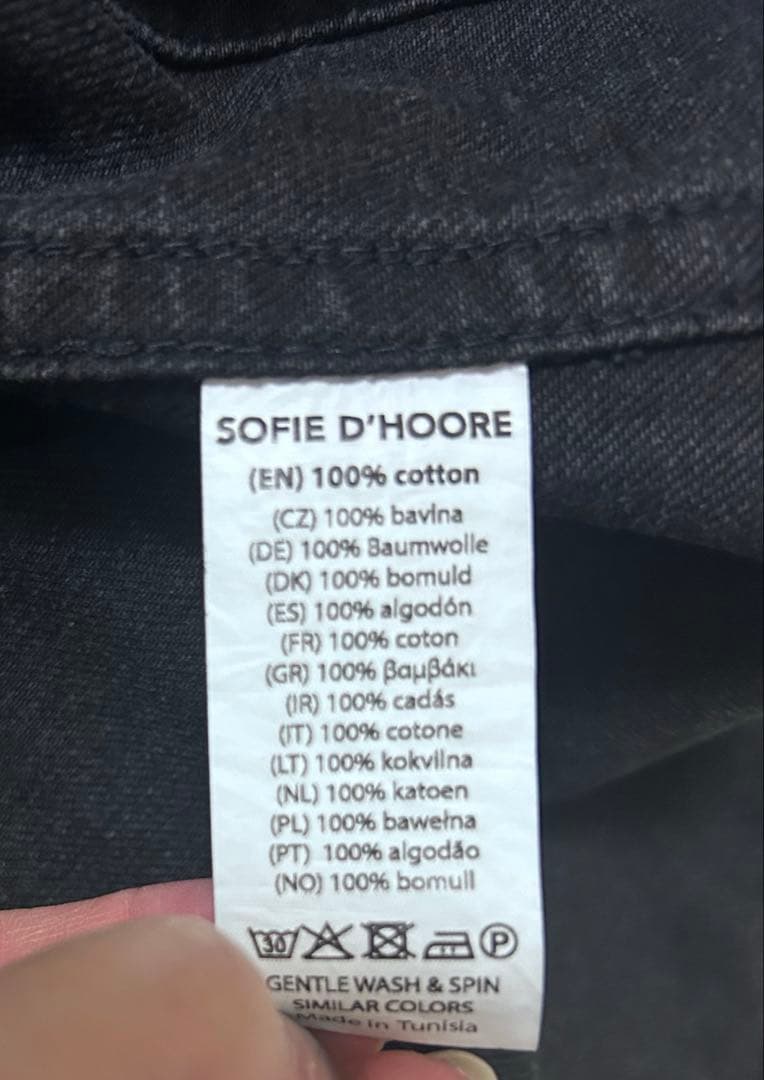 SOFIE D'HOORE
(EN) 100% cotton
(CZ) 100% bavlna
(DE) 100% Baumwolle
(DK) 100% bomuld
(ES) 100% algodón
(FR) 100% coton
(GR) 100% βαμβάκι
(IR) 100% cadás
(IT) 100% cotone
(LT) 100% kokvilna
(NL) 100% katoen
(PL) 100% bawełna
(PT) 100% algodão
(NO) 100% bomull
30 P
GENTLE WASH & SPIN
SIMILAR COLORS
Made in Tunisia